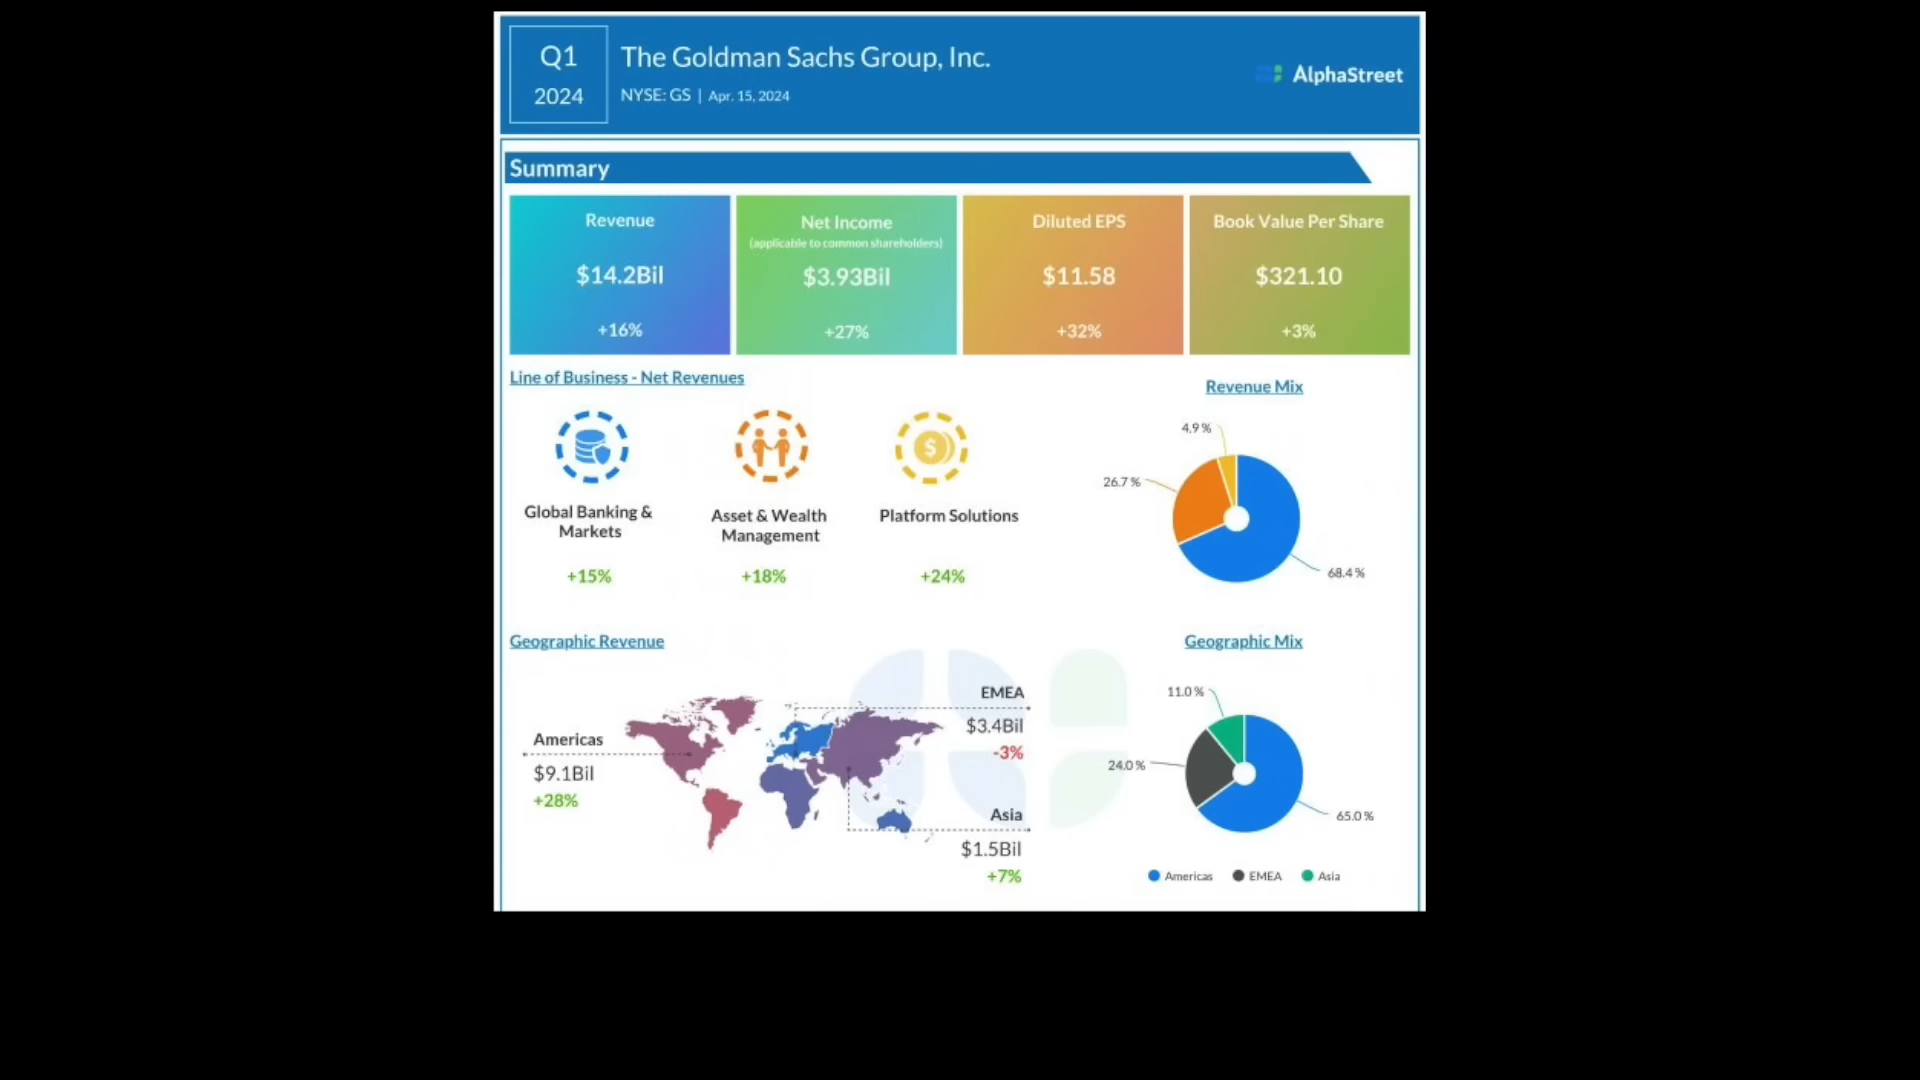 Q1
2024
The Goldman Sachs Group, Inc.
NYSE: GS | Apr. 15, 2024
AlphaStreet
Summary
Revenue
$14.2Bil
+16%
Net Income
(applicable to common shareholders)
$3.93Bil
+27%
Diluted EPS
$11.58
+32%
Book Value Per Share
$321.10
+3%
Line of Business - Net Revenues
Global Banking &
Markets
+15%
Asset & Wealth
Management
+18%
Platform Solutions
+24%
Revenue Mix
4.9 %
26.7 %
68.4 %
Geographic Revenue
Americas
$9.1Bil
+28%
EMEA
$3.4Bil
-3%
Asia
$1.5Bil
+7%
Geographic Mix
11.0 %
24.0 %
65.0 %
Americas
EMEA
Asia